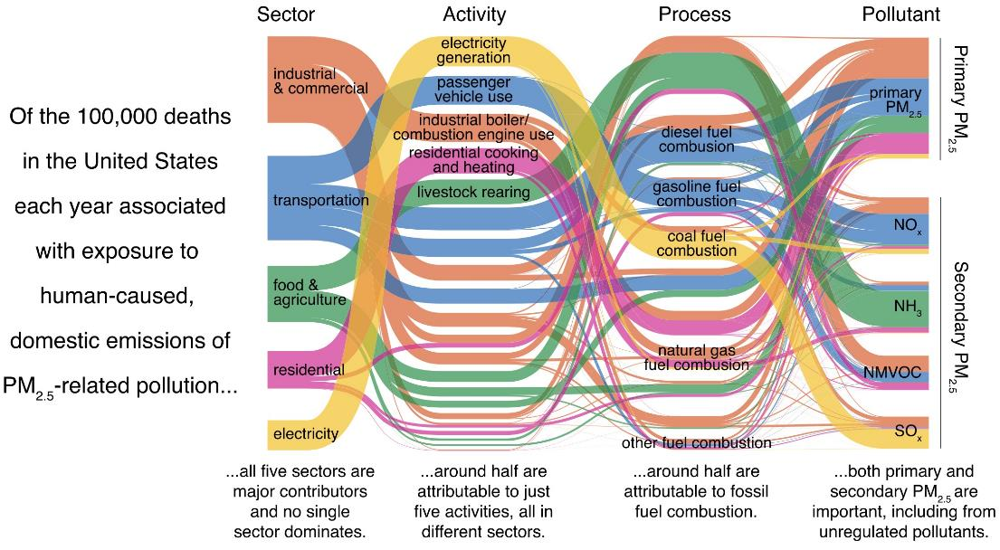 Sector
Activity
Process
Pollutant
Of the 100,000 deaths
in the United States
each year associated
with exposure to
human-caused,
domestic emissions of
PM2.5-related pollution...
industrial
& commercial
transportation
food &
agriculture
residential
electricity
electricity
generation
passenger
vehicle use
industrial boiler/
combustion engine use
residential cooking
and heating
livestock rearing
diesel fuel
combusion
gasoline fuel
combustion
coal fuel
combustion
natural gas
fuel combustion
other fuel combustion
primary
PM2.5
NOx
NH3
NMVOC
SOx
Primary PM2.5
Secondary PM2.5
...all five sectors are
major contributors
and no single
sector dominates.
...around half are
attributable to just
five activities, all in
different sectors.
...around half are
attributable to fossil
fuel combustion.
...both primary and
secondary PM2.5 are
important, including from
unregulated pollutants.